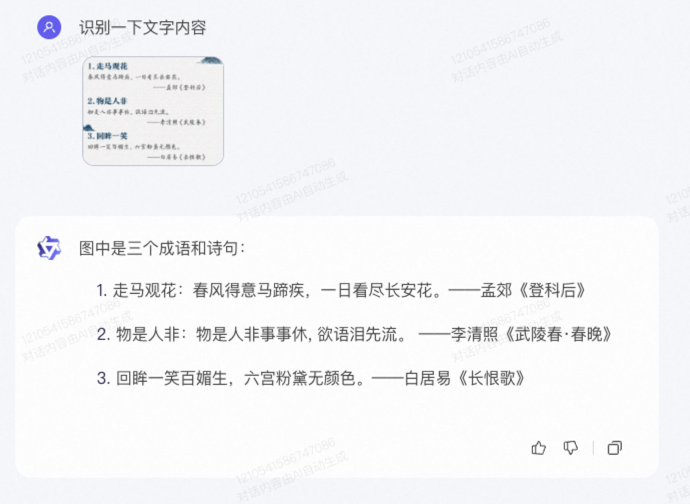 识别一下文字内容
1. 走马观花
春风得意马蹄疾，一日看尽长安花。
——孟郊《登科后》
2. 物是人非
物是人非事事休，欲语泪先流。
——李清照《武陵春》
3. 回眸一笑
回眸一笑百媚生，六宫粉黛无颜色。
——白居易《长恨歌》
图中是三个成语和诗句：
1. 走马观花：春风得意马蹄疾，一日看尽长安花。——孟郊《登科后》
2. 物是人非：物是人非事事休, 欲语泪先流。 ——李清照《武陵春·春晚》
3. 回眸一笑百媚生，六宫粉黛无颜色。——白居易《长恨歌》
1210541586747086
对话内容由AI自动生成